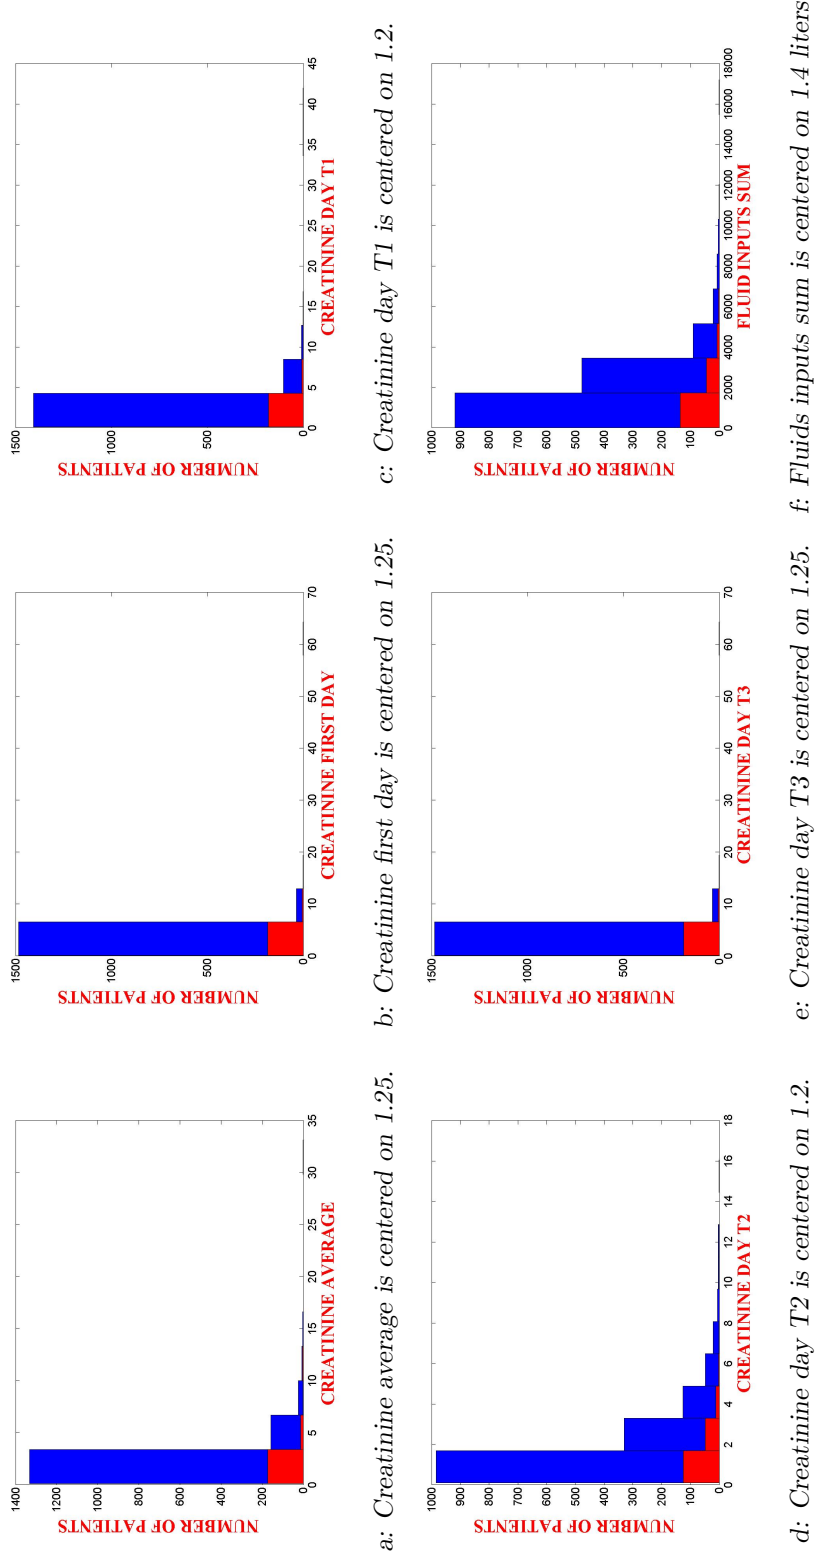 1400
1200
1000
800
600
400
200
0
0 5 10 15 20 25 30 35
NUMBER OF PATIENTS
CREATININE AVERAGE
a: Creatinine average is centered on 1.25.
1500
1000
500
0
0 10 20 30 40 50 60 70
NUMBER OF PATIENTS
CREATININE FIRST DAY
b: Creatinine first day is centered on 1.25.
1500
1000
500
0
0 5 10 15 20 25 30 35 40 45
NUMBER OF PATIENTS
CREATININE DAY T1
c: Creatinine day T1 is centered on 1.2.
1000
900
800
700
600
500
400
300
200
100
0
0 2 4 6 8 10 12 14 16 18
NUMBER OF PATIENTS
CREATININE DAY T2
d: Creatinine day T2 is centered on 1.2.
1500
1000
500
0
0 10 20 30 40 50 60 70
NUMBER OF PATIENTS
CREATININE DAY T3
e: Creatinine day T3 is centered on 1.25.
1000
900
800
700
600
500
400
300
200
100
0
0 2000 4000 6000 8000 10000 12000 14000 16000 18000
NUMBER OF PATIENTS
FLUID INPUTS SUM
f: Fluids inputs sum is centered on 1.4 liters